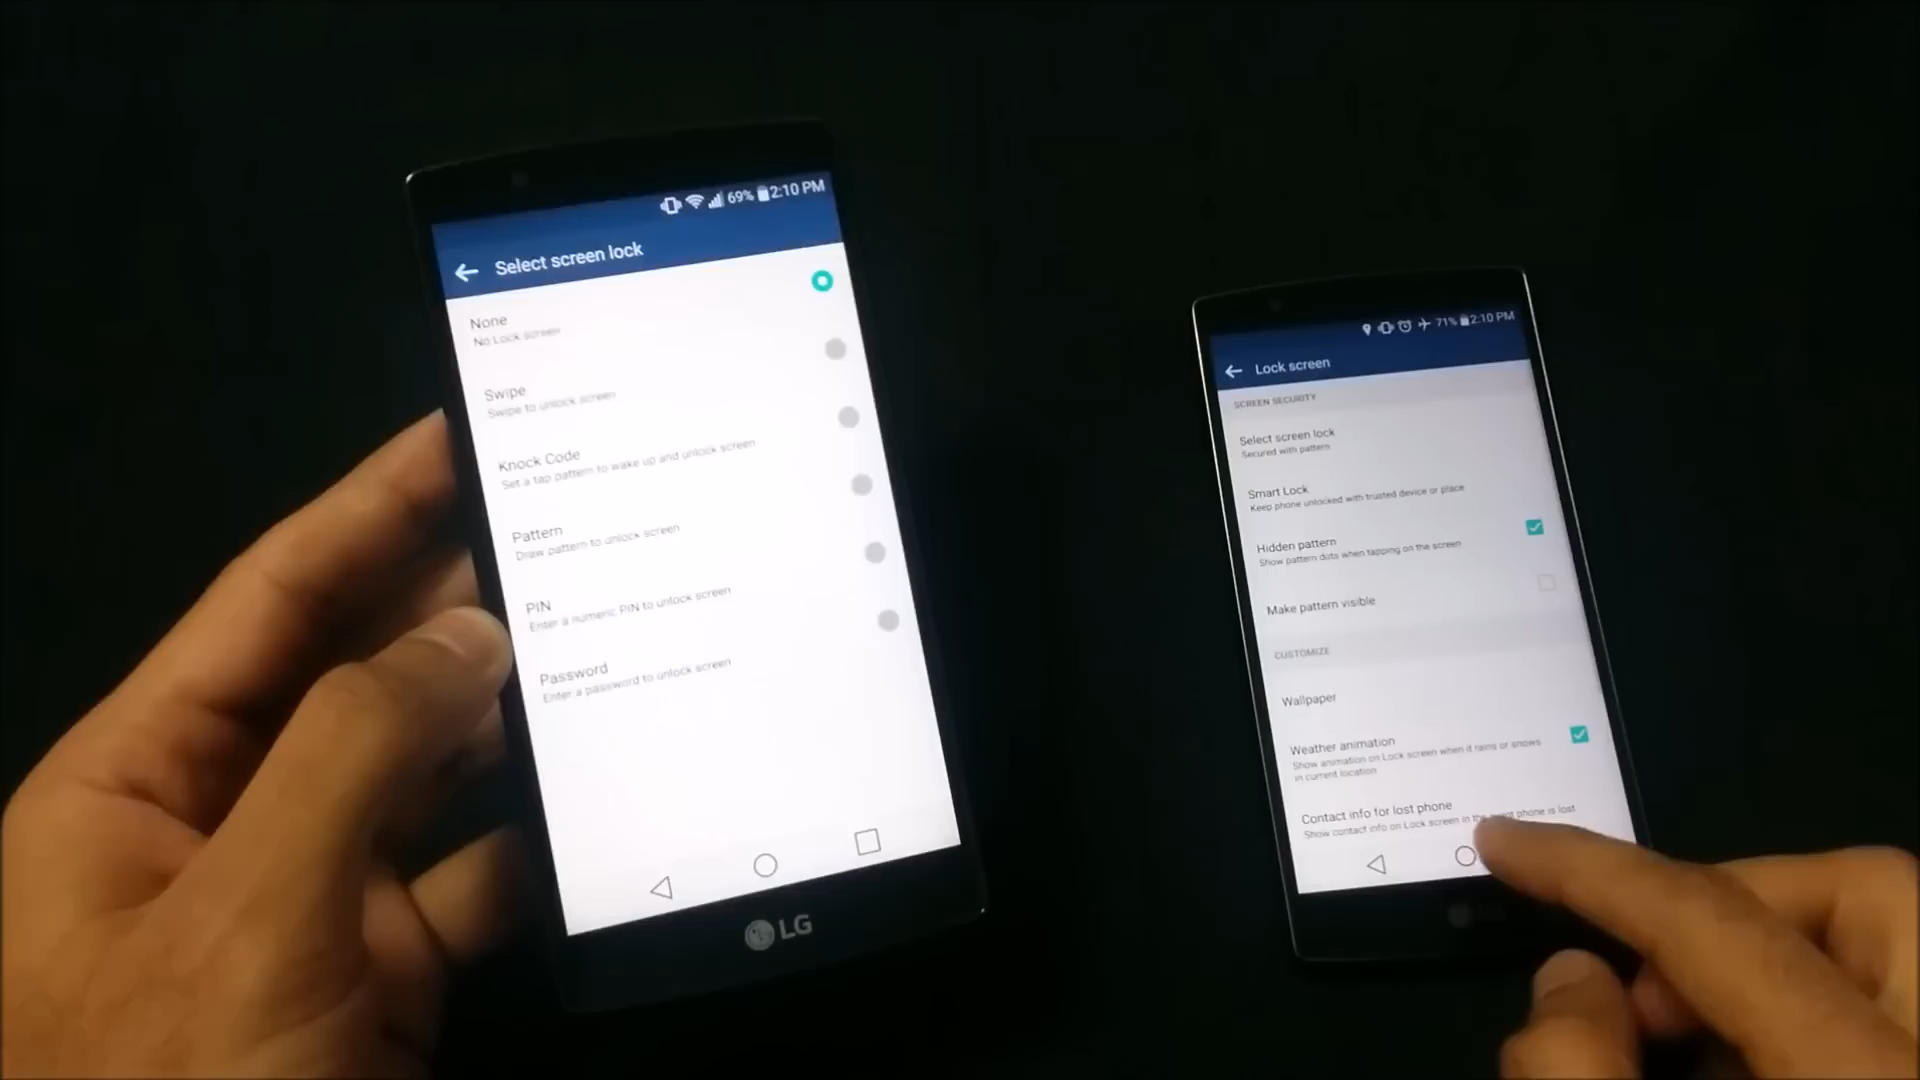 69% 2:10 PM
Select screen lock
None
No Lock screen
Swipe
Swipe to unlock screen
Knock Code
Set a tap pattern to wake up and unlock screen
Pattern
Draw pattern to unlock screen
PIN
Enter a numeric PIN to unlock screen
Password
Enter a password to unlock screen
LG
71% 2:10 PM
Lock screen
SCREEN SECURITY
Select screen lock
Secured with pattern
Smart Lock
Keep phone unlocked with trusted device or place
Hidden pattern
Show pattern dots when tapping on the screen
Make pattern visible
CUSTOMIZE
Wallpaper
Weather animation
Show animation on Lock screen when it rains or snows
in current location
Contact info for lost phone
Show contact info on Lock screen in the event phone is lost
LG